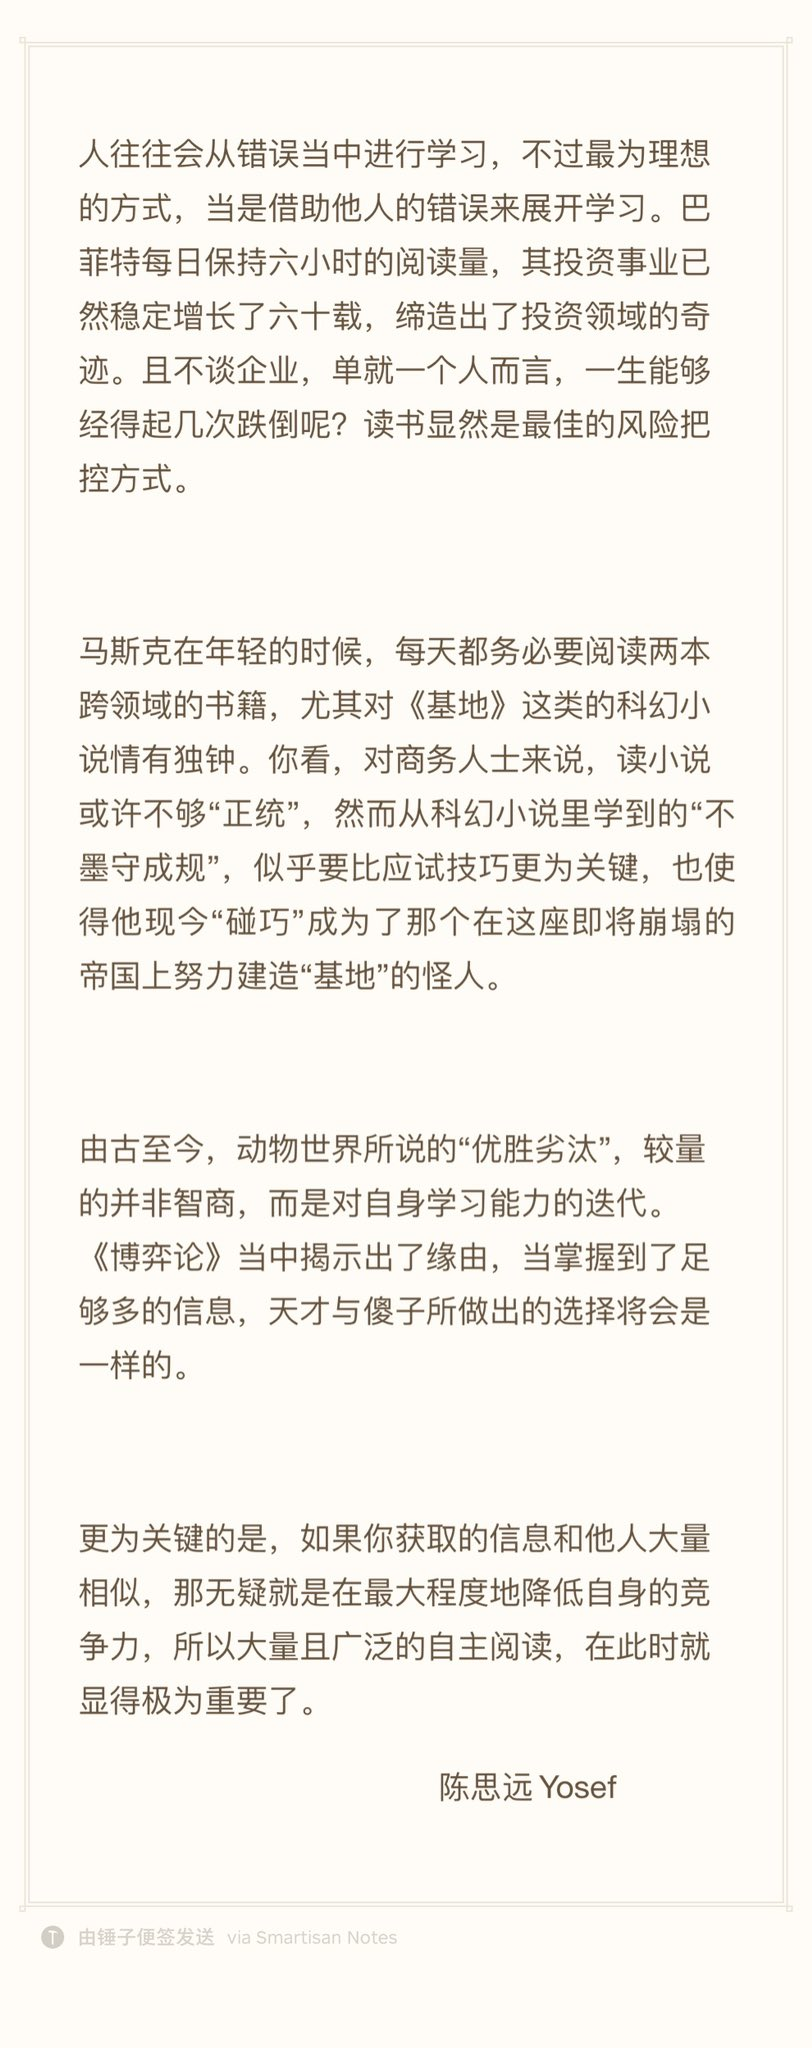 人往往会从错误当中进行学习，不过最为理想
的方式，当是借助他人的错误来展开学习。巴
菲特每日保持六小时的阅读量，其投资事业已
然稳定增长了六十载，缔造出了投资领域的奇
迹。且不谈企业，单就一个人而言，一生能够
经得起几次跌倒呢？读书显然是最佳的风险把
控方式。
马斯克在年轻的时候，每天都务必要阅读两本
跨领域的书籍，尤其对《基地》这类的科幻小
说情有独钟。你看，对商务人士来说，读小说
或许不够“正统”，然而从科幻小说里学到的“不
墨守成规”，似乎要比应试技巧更为关键，也使
得他现今“碰巧”成为了那个在这座即将崩塌的
帝国上努力建造“基地”的怪人。
由古至今，动物世界所说的“优胜劣汰”，较量
的并非智商，而是对自身学习能力的迭代。
《博弈论》当中揭示出了缘由，当掌握到了足
够多的信息，天才与傻子所做出的选择将会是
一样的。
更为关键的是，如果你获取的信息和他人大量
相似，那无疑就是在最大程度地降低自身的竞
争力，所以大量且广泛的自主阅读，在此时就
显得极为重要了。
陈思远 Yosef
T 由锤子便签发送 via Smartisan Notes